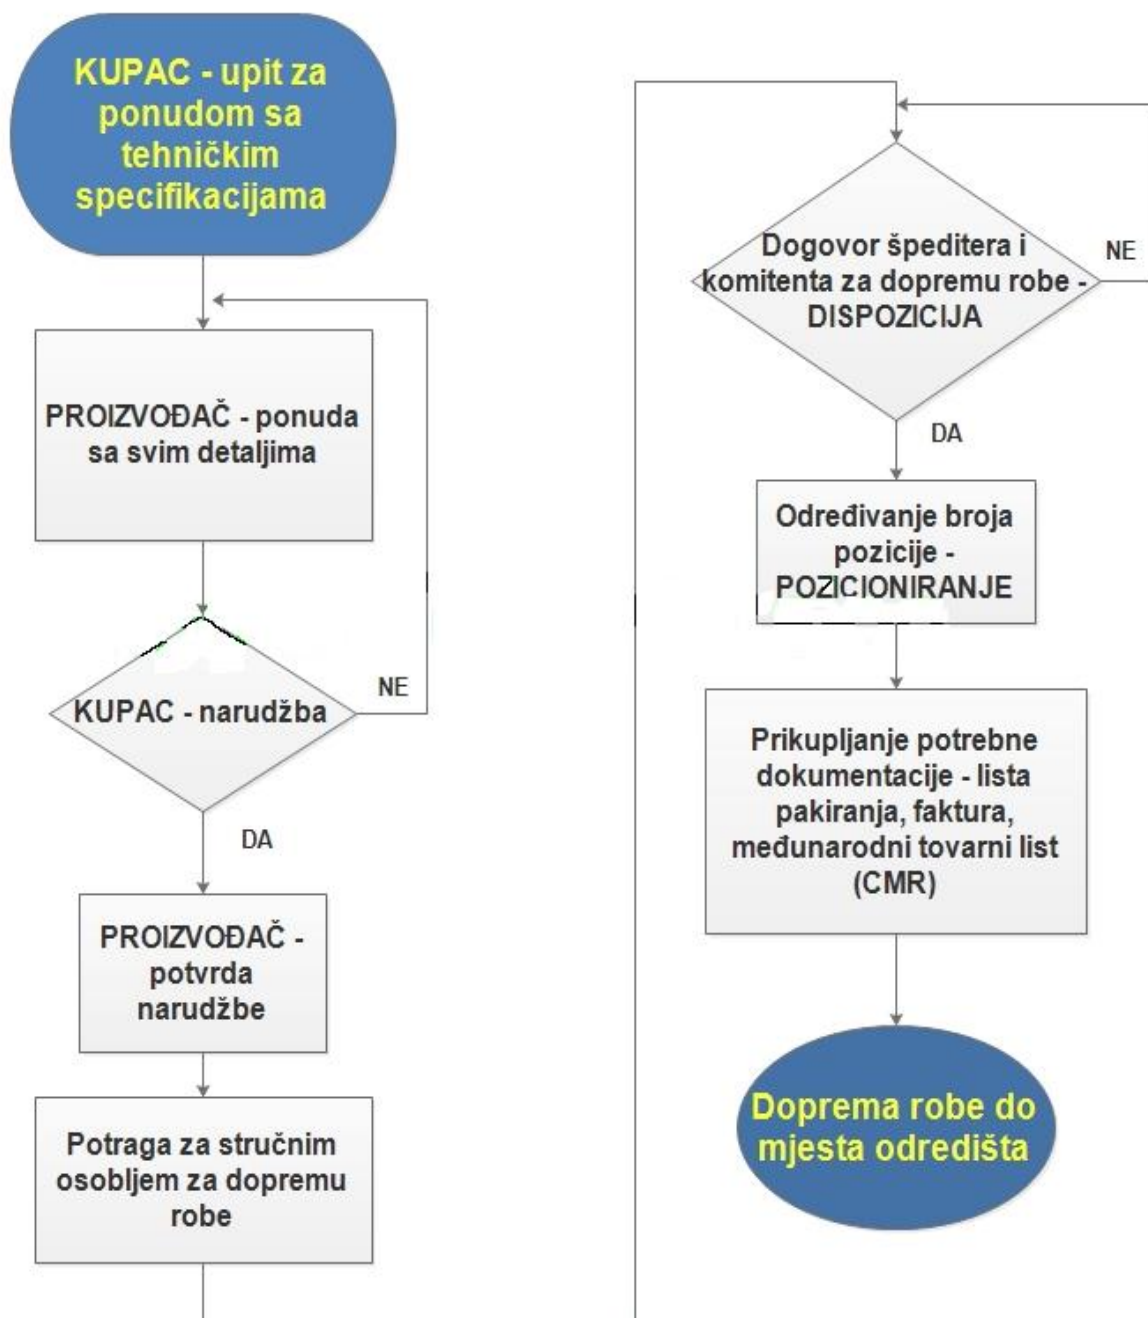 KUPAC - upit za
ponudom sa
tehničkim
specifikacijama
PROIZVOĐAČ - ponuda
sa svim detaljima
KUPAC - narudžba
NE
DA
PROIZVOĐAČ -
potvrda
narudžbe
Potraga za stručnim
osobljem za dopremu
robe
Dogovor špeditera i
komitenta za dopremu robe -
DISPOZICIJA
NE
DA
Određivanje broja
pozicije -
POZICIONIRANJE
Prikupljanje potrebne
dokumentacije - lista
pakiranja, faktura,
međunarodni tovarni list
(CMR)
Doprema robe do
mjesta odredišta